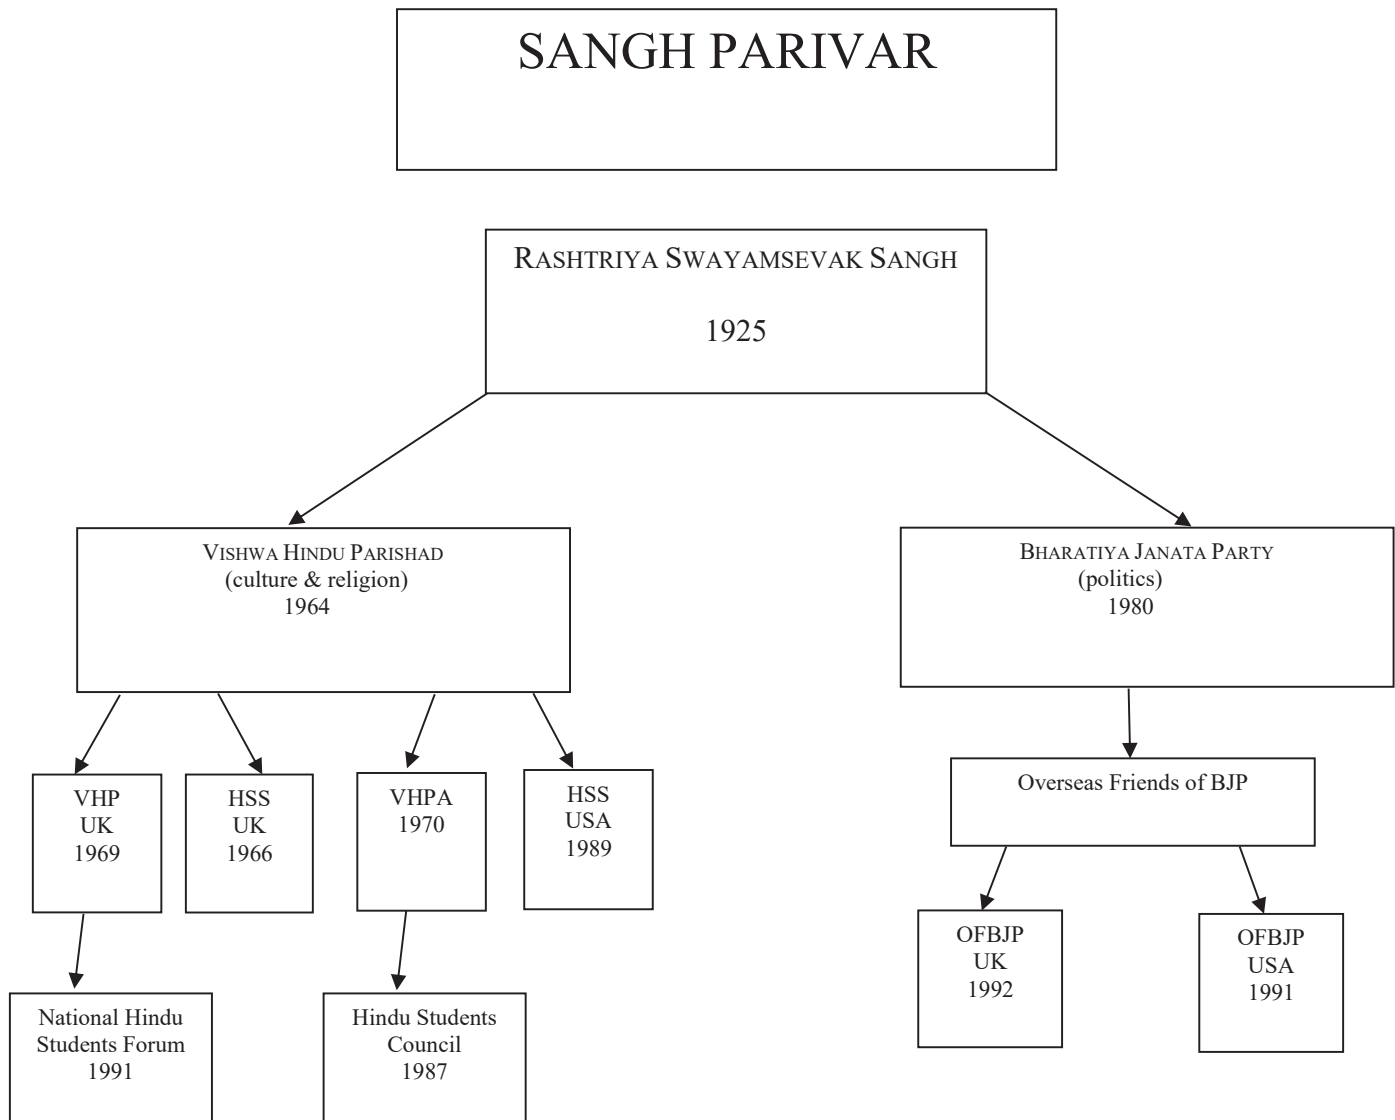 SANGH PARIVAR
RASHTRIYA SWAYAMSEVAK SANGH
1925
VISHWA HINDU PARISHAD
(culture & religion)
1964
BHARATIYA JANATA PARTY
(politics)
1980
VHP
UK
1969
HSS
UK
1966
VHPA
1970
HSS
USA
1989
Overseas Friends of BJP
OFBJP
UK
1992
OFBJP
USA
1991
National Hindu
Students Forum
1991
Hindu Students
Council
1987